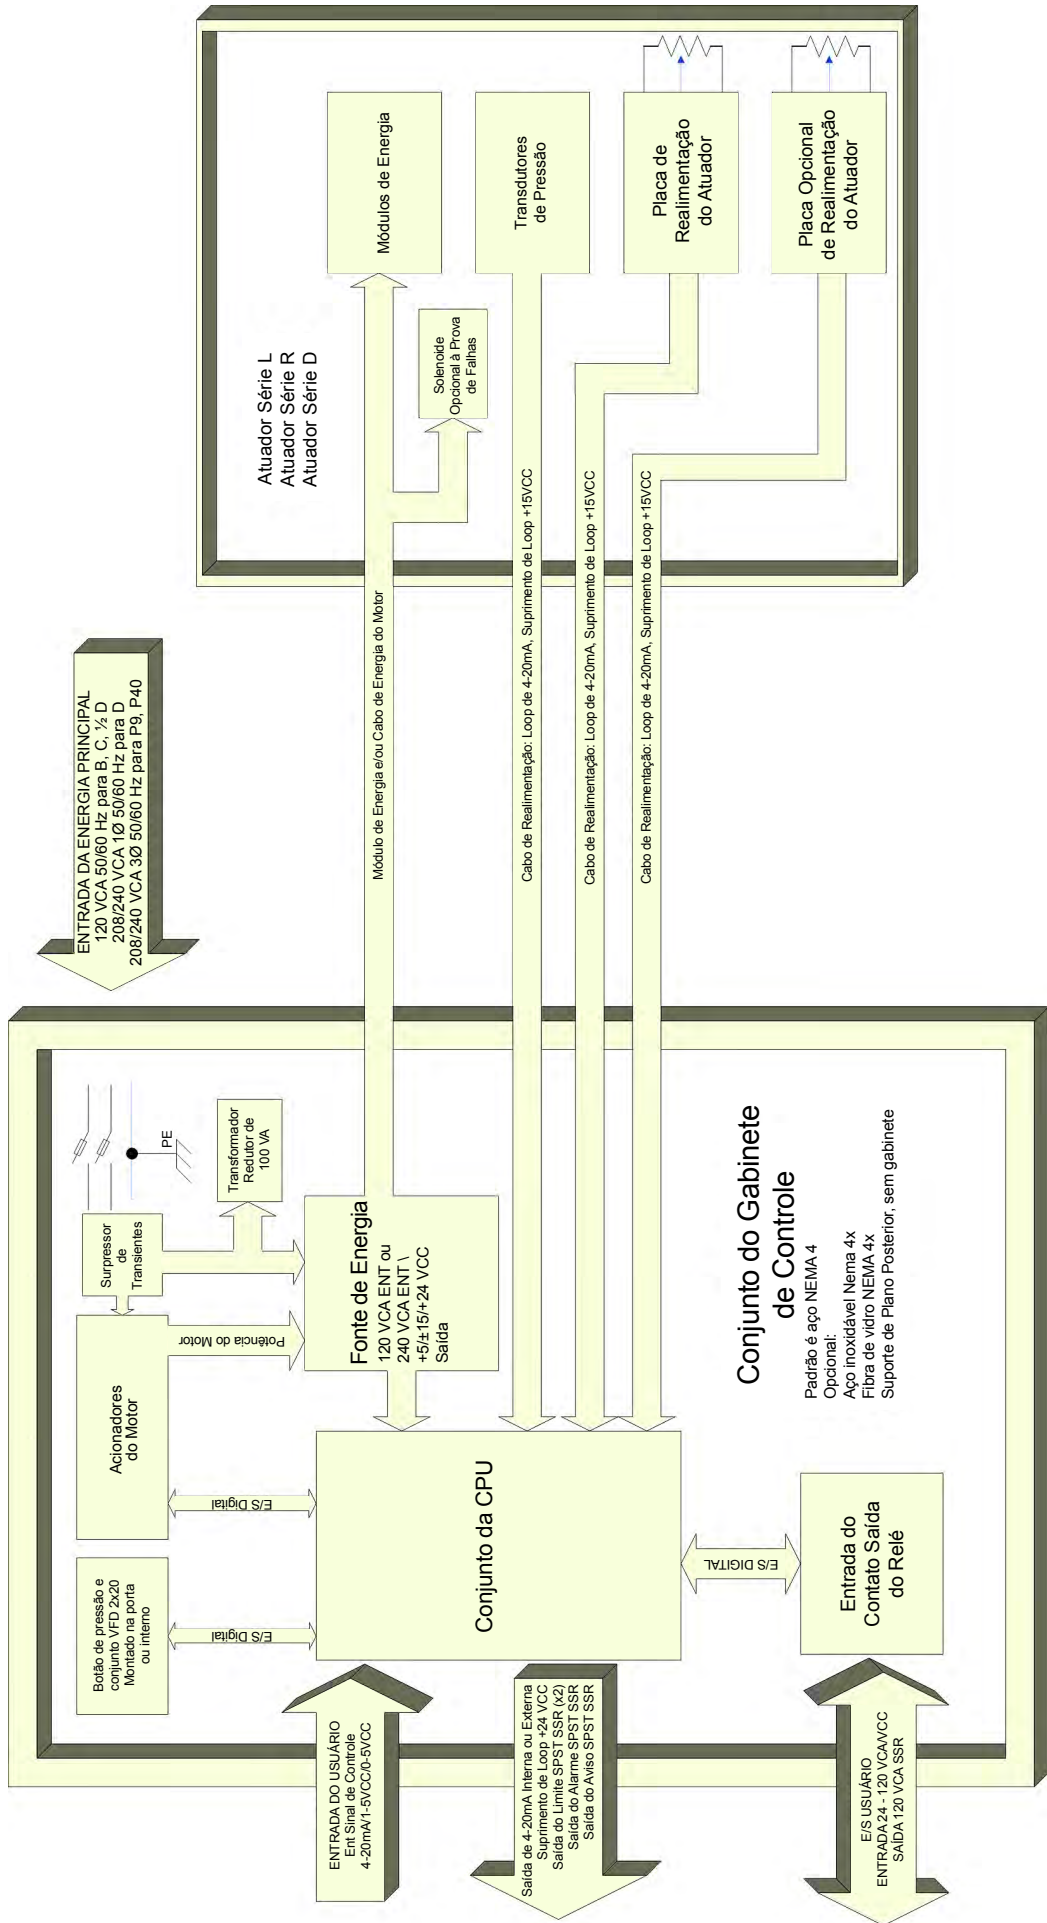 Botão de pressão e
conjunto VFD 2x20
Montado na porta
ou interno
E/S Digital
Acionadores
do Motor
E/S Digital
Potência do Motor
Surpressor
de
Transientes
PE
Transformador
Redutor de
100 VA
Fonte de Energia
120 VCA ENT ou
240 VCA ENT \
+5/±15/+24 VCC
Saída
Conjunto da CPU
ENTRADA DO USUÁRIO
Ent Sinal de Controle
4-20mA/1-5VCC/0-5VCC
Saída de 4-20mA Interna ou Externa
Suprimento de Loop +24 VCC
Saída do Limite SPST SSR (x2)
Saída do Alarme SPST SSR
Saída do Aviso SPST SSR
E/S DIGITAL
Entrada do
Contato Saída
do Relé
E/S USUÁRIO
ENTRADA 24 - 120 VCA/VCC
SAÍDA 120 VCA SSR
Conjunto do Gabinete
de Controle
Padrão é aço NEMA 4
Opcional:
Aço inoxidável Nema 4x
Fibra de vidro NEMA 4x
Suporte de Plano Posterior, sem gabinete
ENTRADA DA ENERGIA PRINCIPAL
120 VCA 50/60 Hz para B, C, ½ D
208/240 VCA 1Ø 50/60 Hz para D
208/240 VCA 3Ø 50/60 Hz para P9, P40
Módulo de Energia e/ou Cabo de Energia do Motor
Cabo de Realimentação: Loop de 4-20mA, Suprimento de Loop +15VCC
Cabo de Realimentação: Loop de 4-20mA, Suprimento de Loop +15VCC
Cabo de Realimentação: Loop de 4-20mA, Suprimento de Loop +15VCC
Atuador Série L
Atuador Série R
Atuador Série D
Solenoide
Opcional à Prova
de Falhas
Módulos de Energia
Transdutores
de Pressão
Placa de
Realimentação
do Atuador
Placa Opcional
de Realimentação
do Atuador